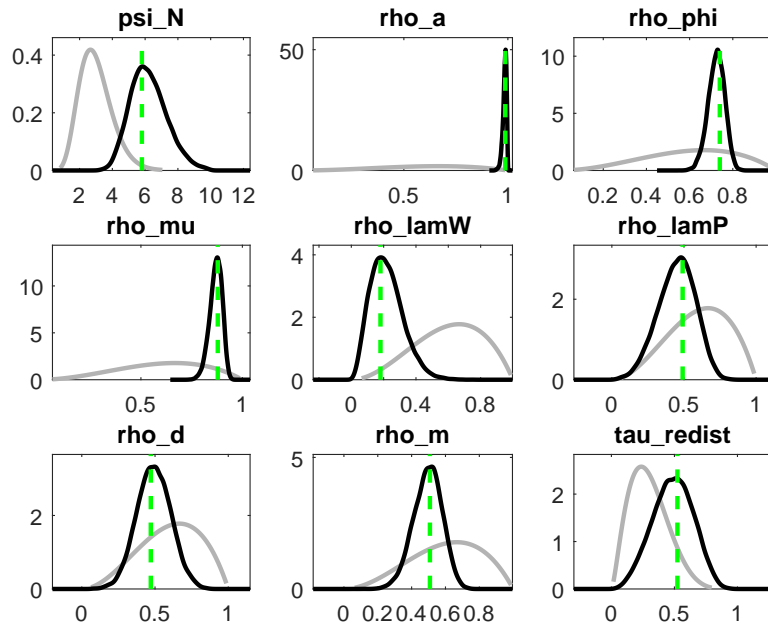 psi_N rho_a rho_phi
0.4 50 10
0.2 5
0 0 0
2 4 6 8 10 12 0.5 1 0.2 0.4 0.6 0.8
rho_mu rho_lamW rho_lamP
10 4
5 2 2
0 0 0
0.5 1 0 0.4 0.8 0 0.5 1
rho_d rho_m tau_redist
5 2
2 1
0 0 0
0 0.5 1 0 0.2 0.4 0.6 0.8 0 0.5 1